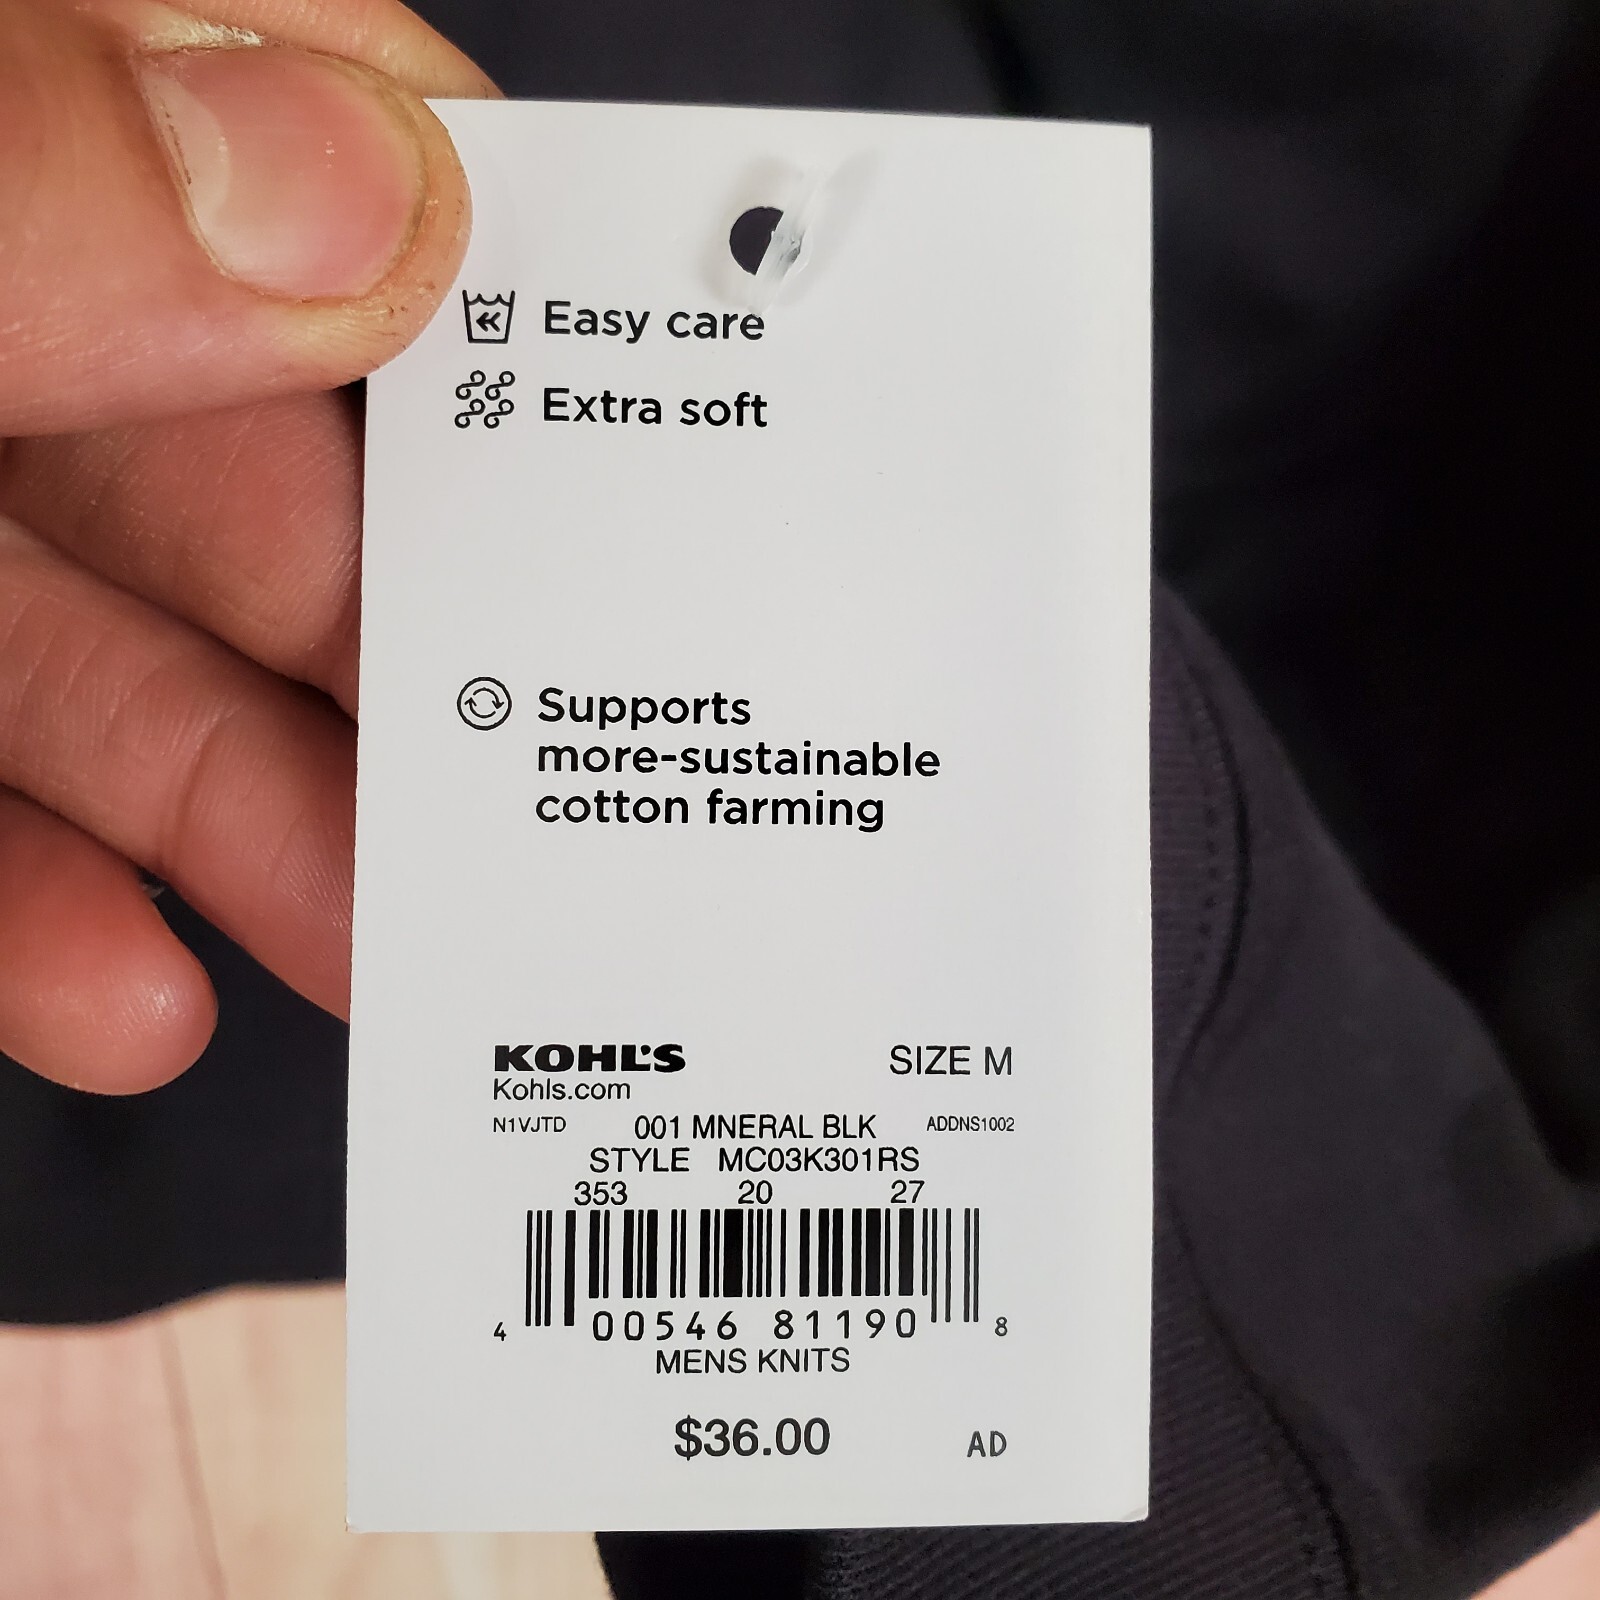 Easy care
Extra soft
Supports
more-sustainable
cotton farming
KOHL'S SIZE M
Kohls.com
N1VJTD 001 MNERAL BLK ADDNS1002
STYLE MC03K301RS
353 20 27
4 00546 81190 8
MENS KNITS
$36.00 AD